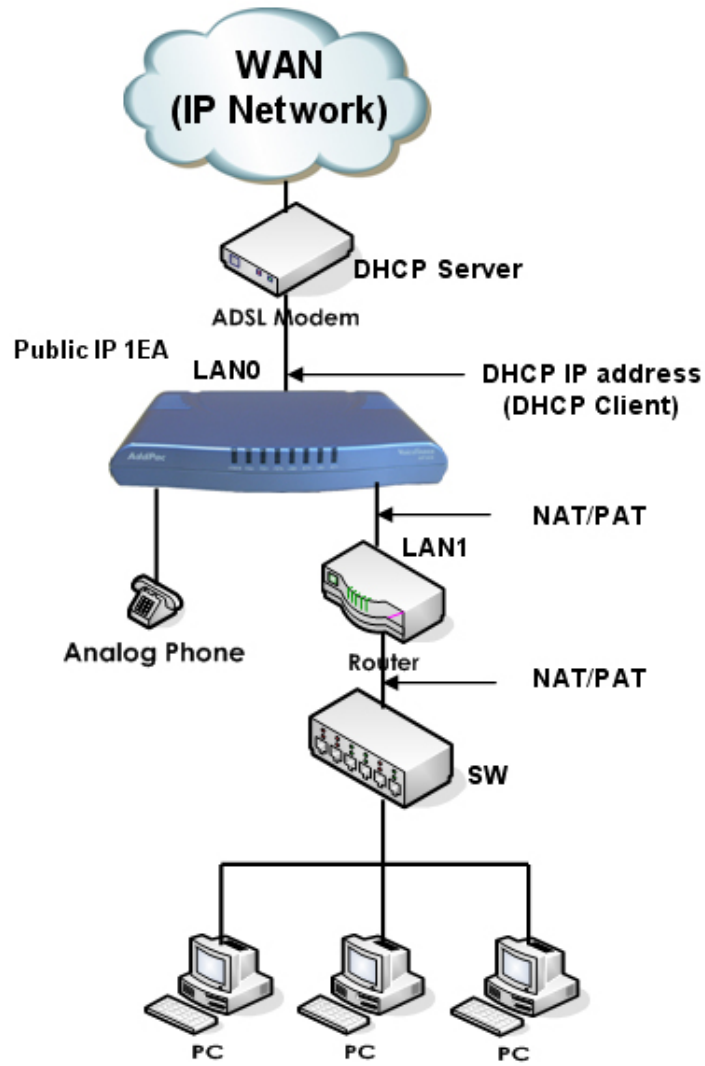 WAN
(IP Network)
DHCP Server
ADSL Modem
Public IP 1EA
LAN0
DHCP IP address
(DHCP Client)
AddPac
NAT/PAT
LAN1
Analog Phone
Router
NAT/PAT
SW
PC
PC
PC